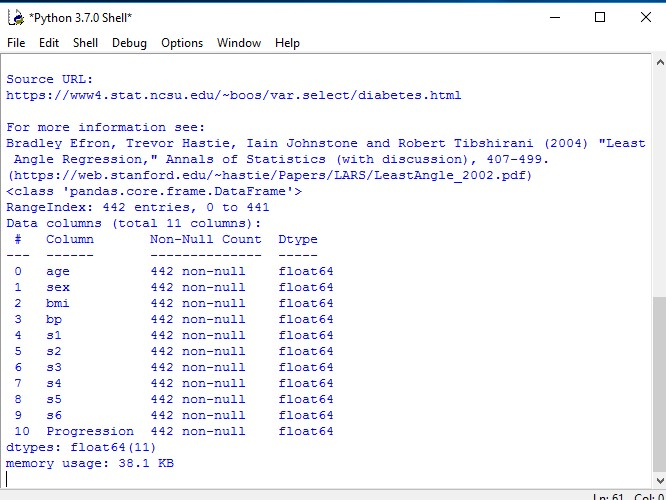 *Python 3.7.0 Shell*
File Edit Shell Debug Options Window Help
Source URL:
https://www4.stat.ncsu.edu/~boos/var.select/diabetes.html
For more information see:
Bradley Efron, Trevor Hastie, Iain Johnstone and Robert Tibshirani (2004) "Least
Angle Regression," Annals of Statistics (with discussion), 407-499.
(https://web.stanford.edu/~hastie/Papers/LARS/LeastAngle_2002.pdf)
<class 'pandas.core.frame.DataFrame'>
RangeIndex: 442 entries, 0 to 441
Data columns (total 11 columns):
 #   Column       Non-Null Count  Dtype
---  ------       --------------  -----
 0   age          442 non-null    float64
 1   sex          442 non-null    float64
 2   bmi          442 non-null    float64
 3   bp           442 non-null    float64
 4   s1           442 non-null    float64
 5   s2           442 non-null    float64
 6   s3           442 non-null    float64
 7   s4           442 non-null    float64
 8   s5           442 non-null    float64
 9   s6           442 non-null    float64
 10  Progression  442 non-null    float64
dtypes: float64(11)
memory usage: 38.1 KB
Ln: 61 Col: 0